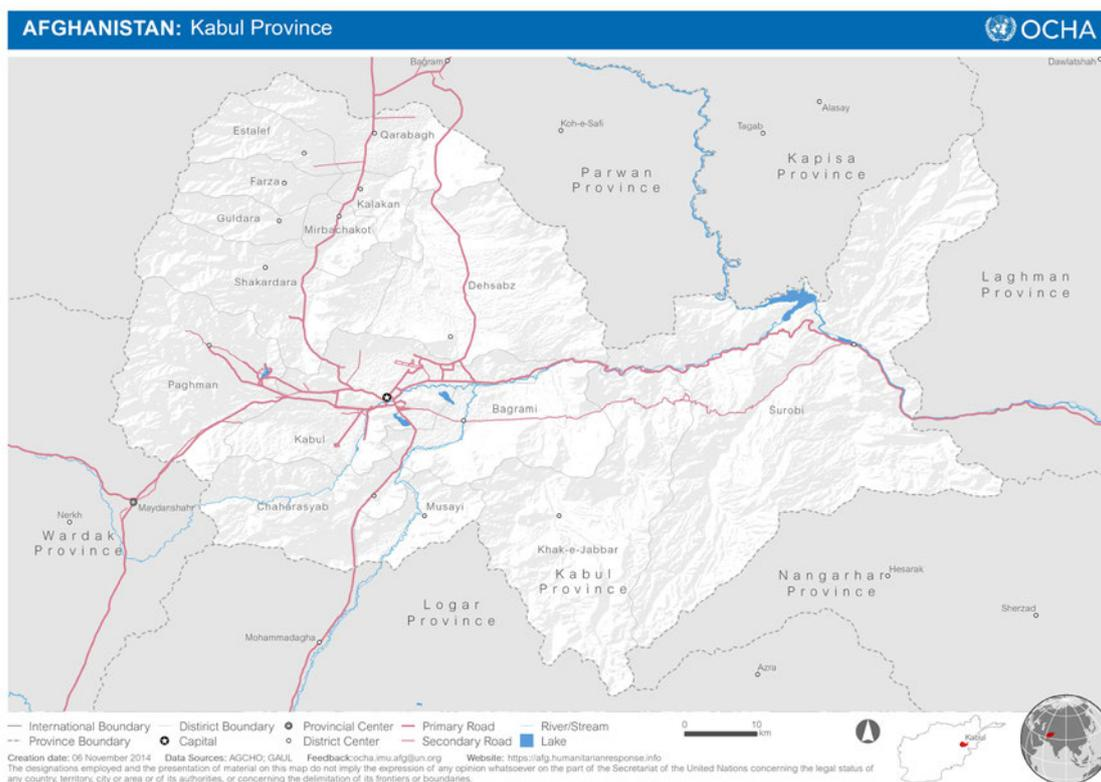 AFGHANISTAN: Kabul Province
OCHA
Bagram
Dawlatshah
Alasay
Estalef
Qarabagh
Koh-e-Safi
Tagab
Kapisa
Province
Parwan
Province
Farza
Kalakan
Guldara
Mirbachakot
Shakardara
Dehsabz
Laghman
Province
Paghman
Bagrami
Surobi
Kabul
Chaharasyab
Musayi
Maydanshahr
Nerkh
Wardak
Province
Khak-e-Jabbar
Kabul
Province
Nangarhar
Province
Hesarak
Logar
Province
Sherzad
Mohammadagha
Azra
International Boundary
Province Boundary
Distirict Boundary
Capital
Provincial Center
District Center
Primary Road
Secondary Road
River/Stream
Lake
0 10
km
Kabul
Creation date: 06 November 2014 Data Sources: AGCHO; GAUL Feedback:ocha.imu.afg@un.org Website: https://afg.humanitarianresponse.info
The designations employed and the presentation of material on this map do not imply the expression of any opinion whatsoever on the part of the Secretariat of the United Nations concerning the legal status of
any country, territory, city or area or of its authorities, or concerning the delimitation of its frontiers or boundaries.